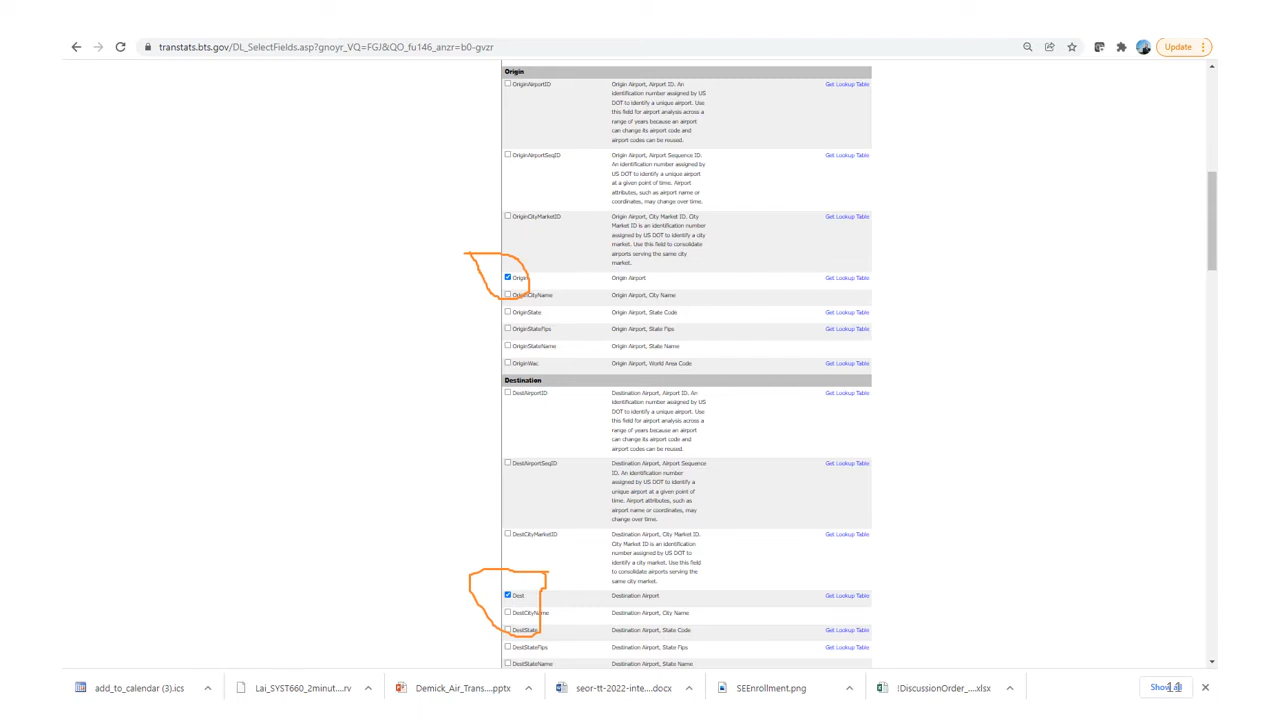 transtats.bts.gov/DL_SelectFields.asp?gnoyr_VQ=FGJ&QO_fu146_anzr=b0-gvzr
Update
Origin
OriginAirportID
Origin Airport, Airport ID. An
Get Lookup Table
identification number assigned by
US DOT to identify a unique airport. Use
this field for airport analysis across a
range of years because an airport
can change its airport code and
airport codes can be reused.
OriginAirportSeqID
Origin Airport, Airport Sequence ID.
Get Lookup Table
An identification number assigned by
US DOT to identify a unique airport
at a given point of time. Airport
attributes, such as airport name or
coordinates, may change over time.
OriginCityMarketID
Origin Airport, City Market ID. City
Get Lookup Table
Market ID is an identification number
assigned by US DOT to identify a city
market. Use this field to consolidate
airports serving the same city
market.
Origin
Origin Airport
Get Lookup Table
OriginCityName
Origin Airport, City Name
OriginState
Origin Airport, State Code
Get Lookup Table
OriginStateFips
Origin Airport, State Fips
Get Lookup Table
OriginStateName
Origin Airport, State Name
OriginWac
Origin Airport, World Area Code
Get Lookup Table
Destination
DestAirportID
Destination Airport, Airport ID. An
Get Lookup Table
identification number assigned by US
DOT to identify a unique airport. Use
this field for airport analysis across a
range of years because an airport
can change its airport code and
airport codes can be reused.
DestAirportSeqID
Destination Airport, Airport Sequence
Get Lookup Table
ID. An identification number
assigned by US DOT to identify a
unique airport at a given point of
time. Airport attributes, such as
airport name or coordinates, may
change over time.
DestCityMarketID
Destination Airport, City Market ID.
Get Lookup Table
City Market ID is an identification
number assigned by US DOT to
identify a city market. Use this field
to consolidate airports serving the
same city market.
Dest
Destination Airport
Get Lookup Table
DestCityName
Destination Airport, City Name
DestState
Destination Airport, State Code
Get Lookup Table
DestStateFips
Destination Airport, State Fips
Get Lookup Table
DestStateName
Destination Airport, State Name
add_to_calendar (3).ics
Lai_SYST660_2minut....rv
Demick_Air_Trans....pptx
seor-tt-2022-inte....docx
SEEnrollment.png
!DiscussionOrder_....xlsx
Show all
11